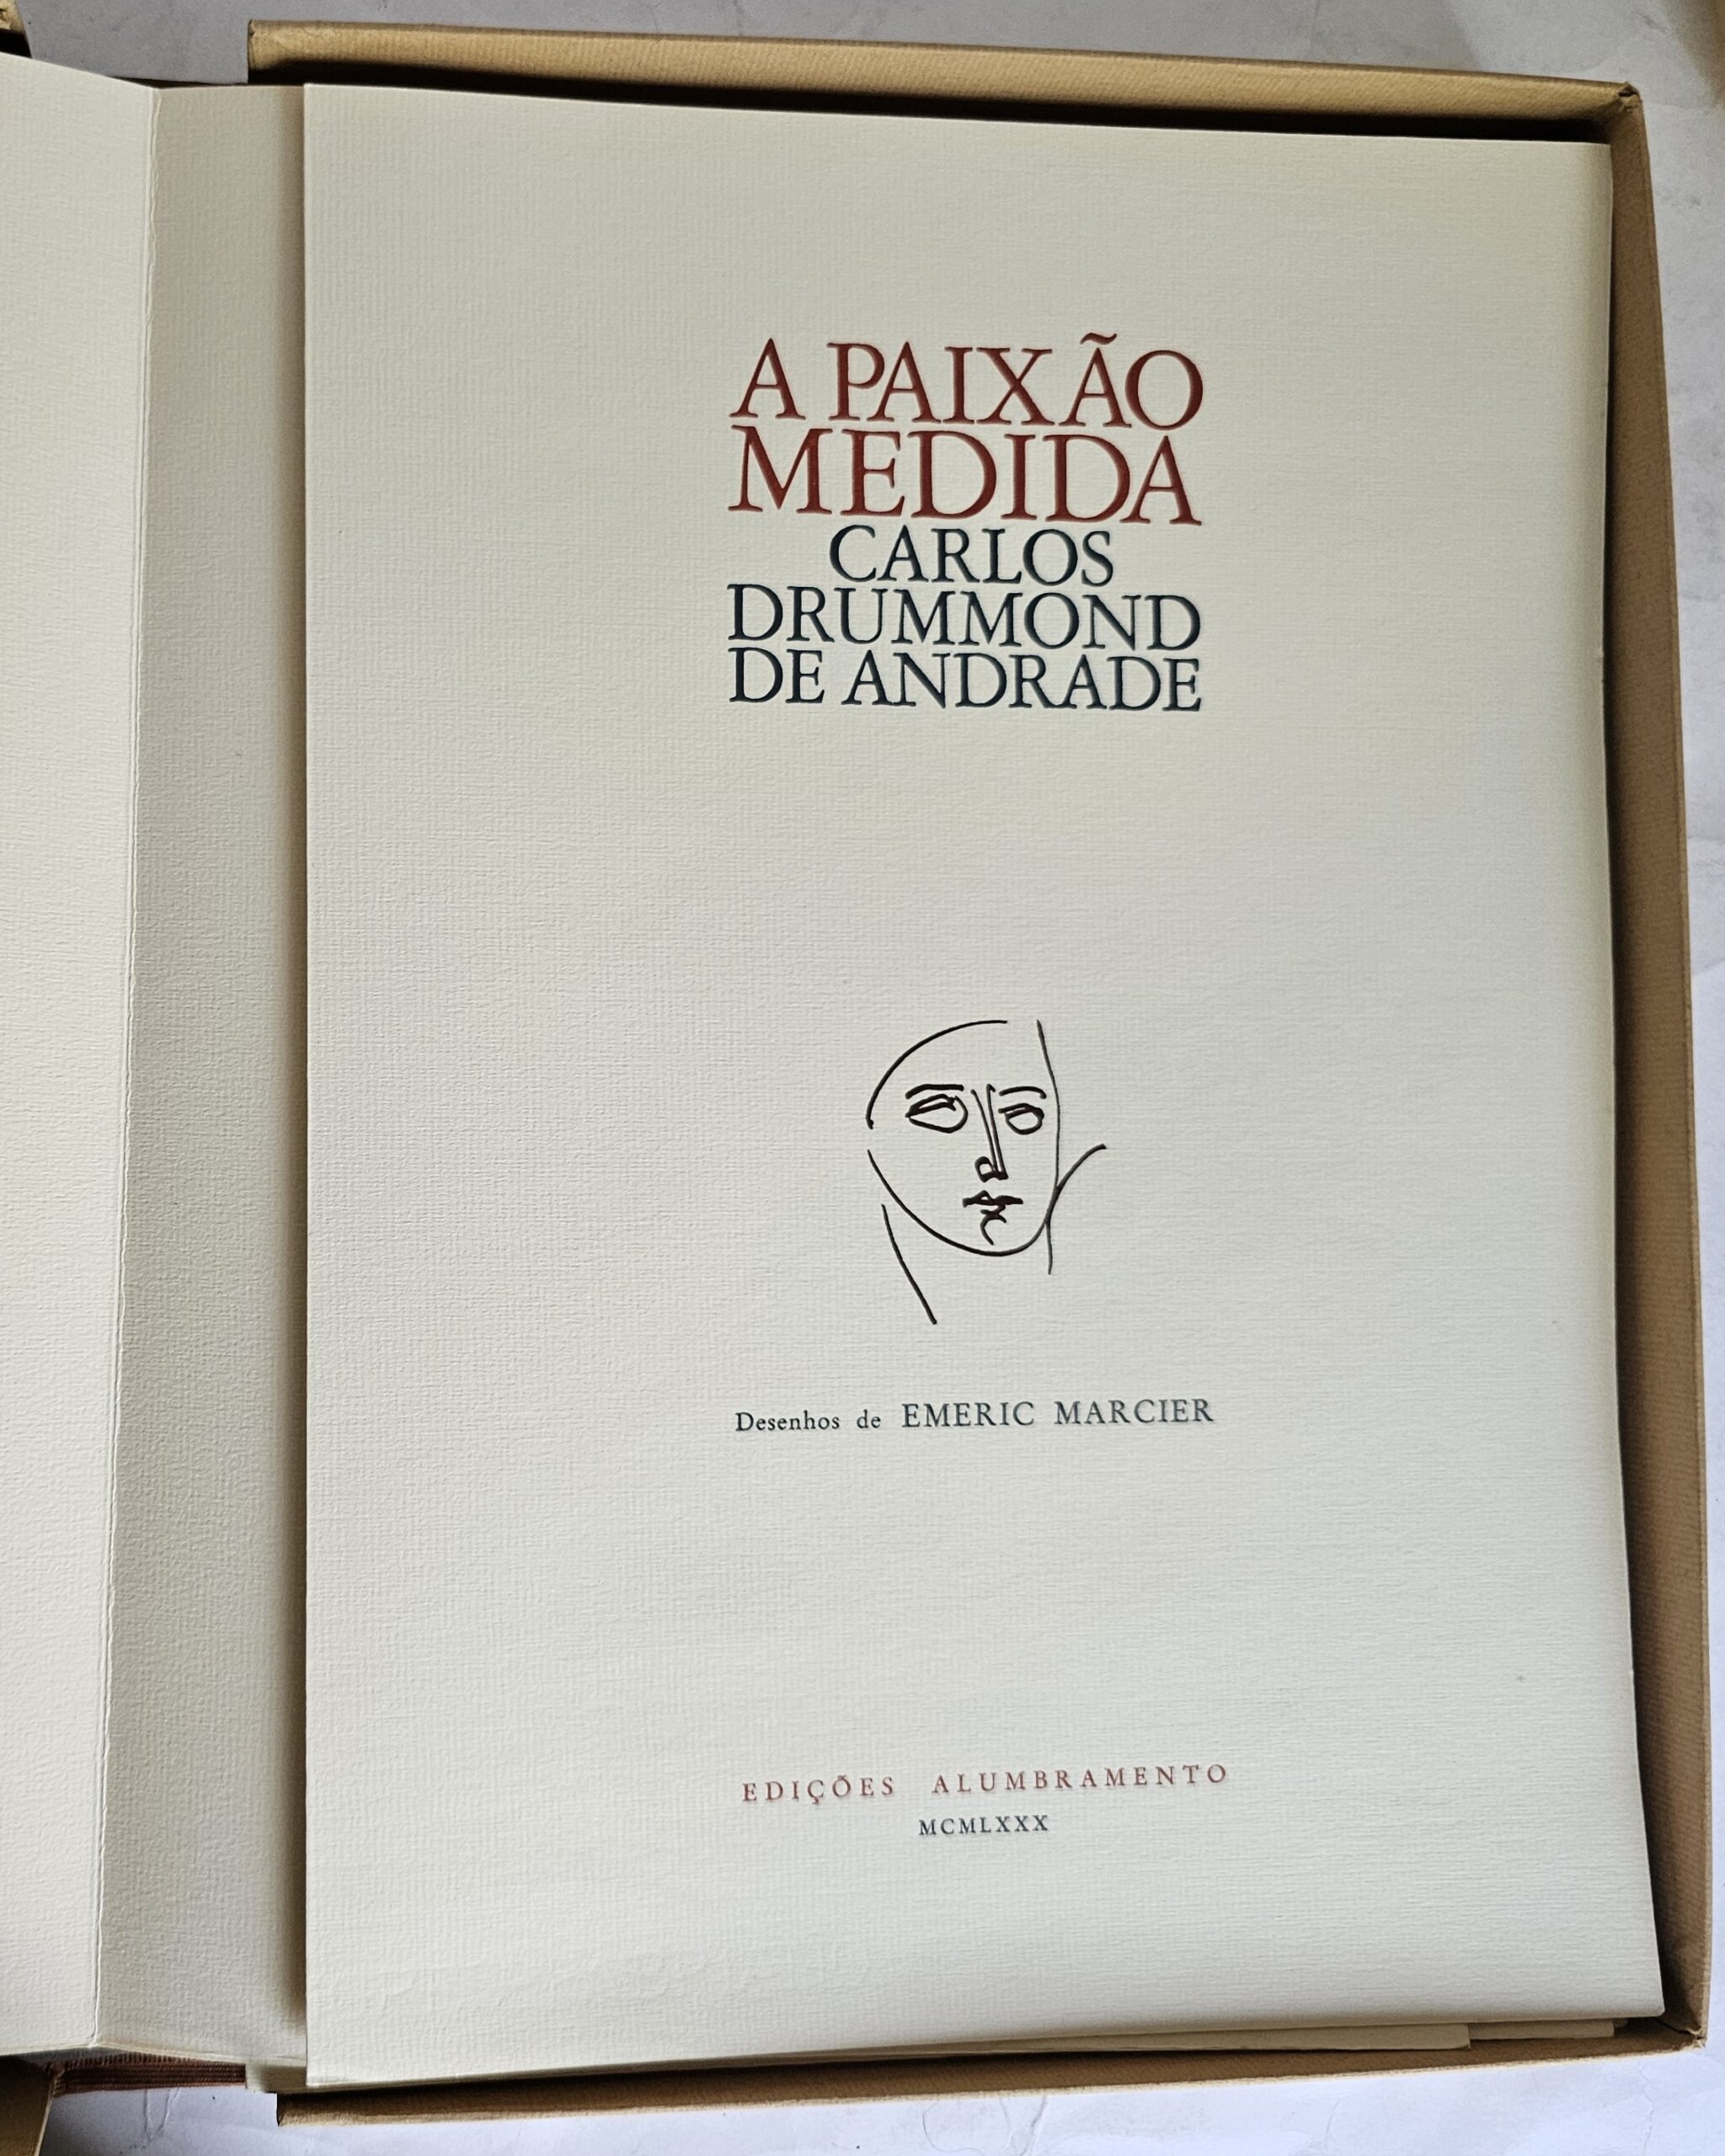 A PAIXÃO
MEDIDA
CARLOS
DRUMMOND
DE ANDRADE
Desenhos de EMERIC MARCIER
EDIÇÕES ALUMBRAMENTO
MCMLXXX